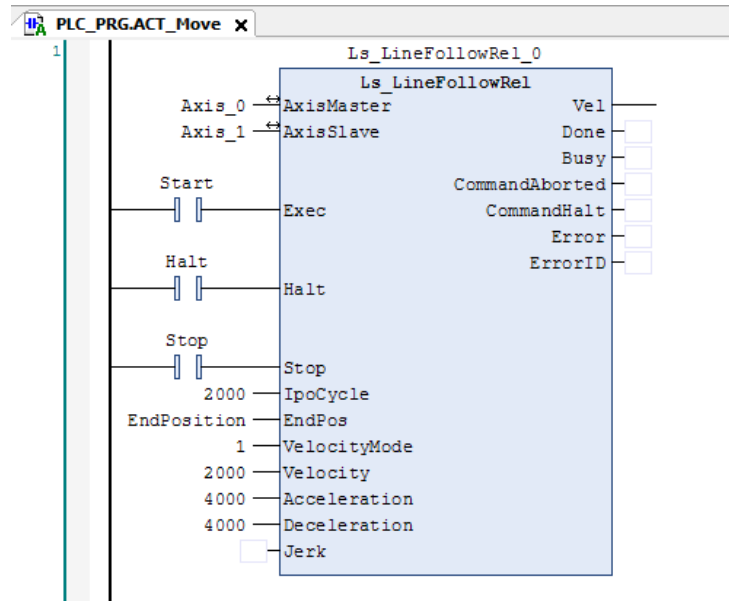 PLC_PRG.ACT_Move X
1
Ls_LineFollowRel_0
Ls_LineFollowRel
Axis_0 AxisMaster Vel
Axis_1 AxisSlave Done
Busy
Start CommandAborted
Exec CommandHalt
Error
Halt ErrorID
Halt
Stop
Stop
2000 IpoCycle
EndPosition EndPos
1 VelocityMode
2000 Velocity
4000 Acceleration
4000 Deceleration
Jerk